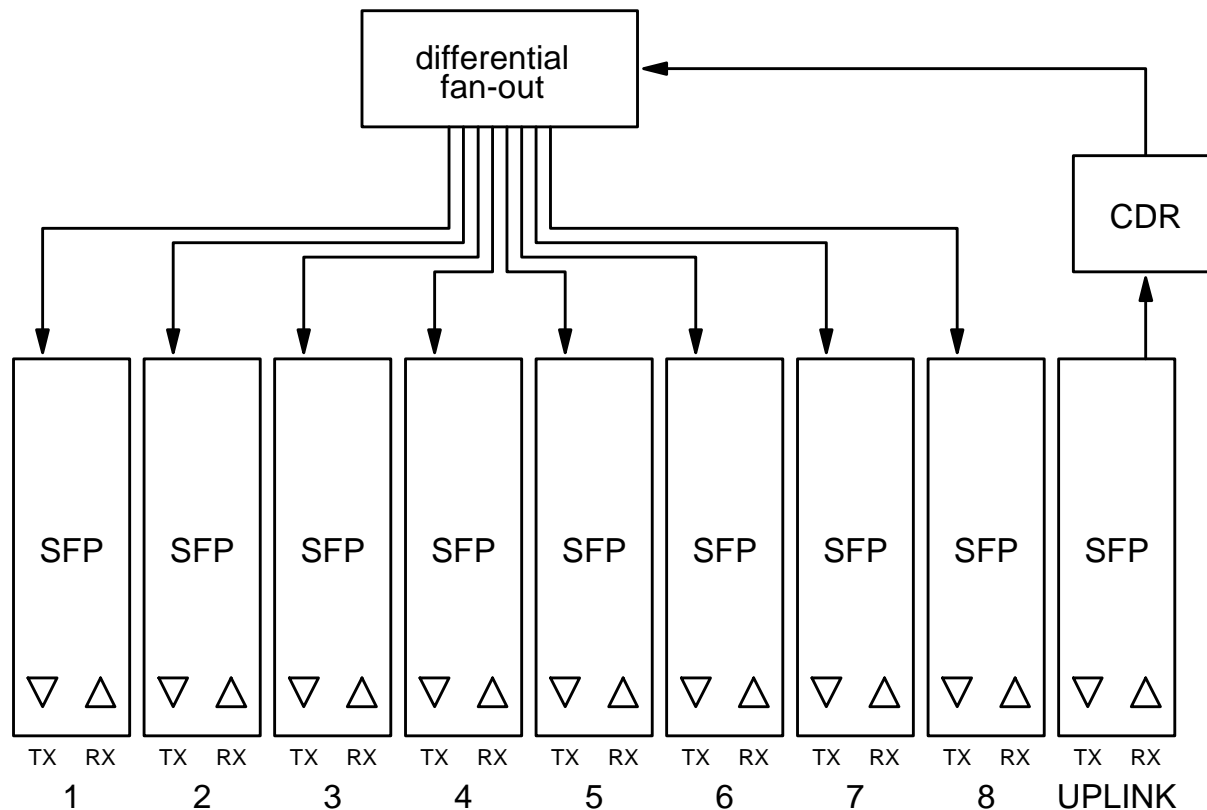 differential
fan-out
CDR
SFP SFP SFP SFP SFP SFP SFP SFP SFP
TX RX TX RX TX RX TX RX TX RX TX RX TX RX TX RX TX RX
1 2 3 4 5 6 7 8 UPLINK